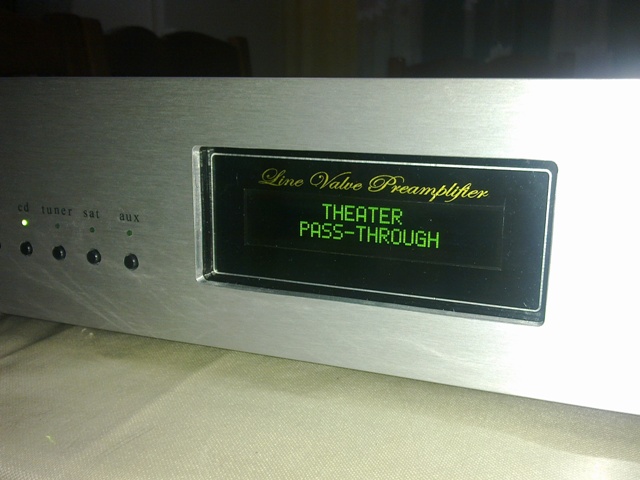 Line Valve Preamplifier
THEATER
PASS-THROUGH
cd tuner sat aux